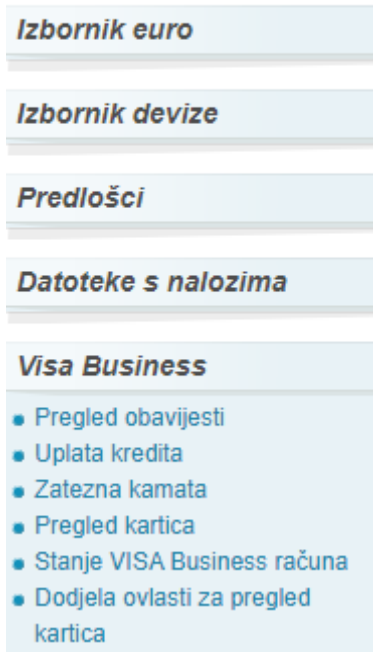 Izbornik euro
Izbornik devize
Predlošci
Datoteke s nalozima
Visa Business
Pregled obavijesti
Uplata kredita
Zatezna kamata
Pregled kartica
Stanje VISA Business računa
Dodjela ovlasti za pregled
kartica